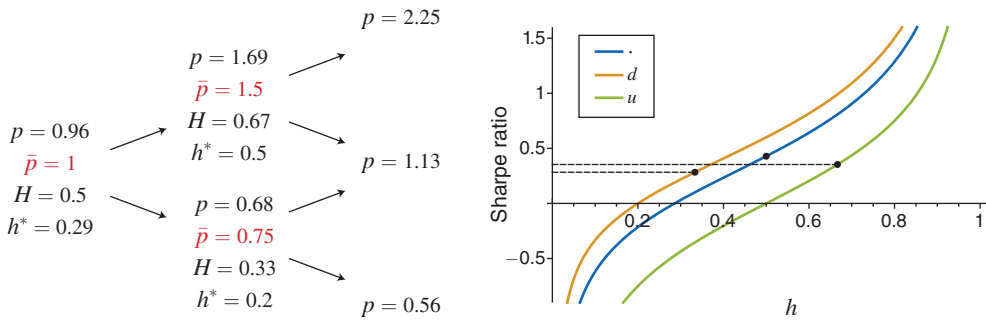 p = 0.96
p̄ = 1
H = 0.5
h* = 0.29
p = 1.69
p̄ = 1.5
H = 0.67
h* = 0.5
p = 0.68
p̄ = 0.75
H = 0.33
h* = 0.2
p = 2.25
p = 1.13
p = 0.56
Sharpe ratio
1.5
1
0.5
0
−0.5
·
d
u
0.2
0.4
0.6
0.8
1
h